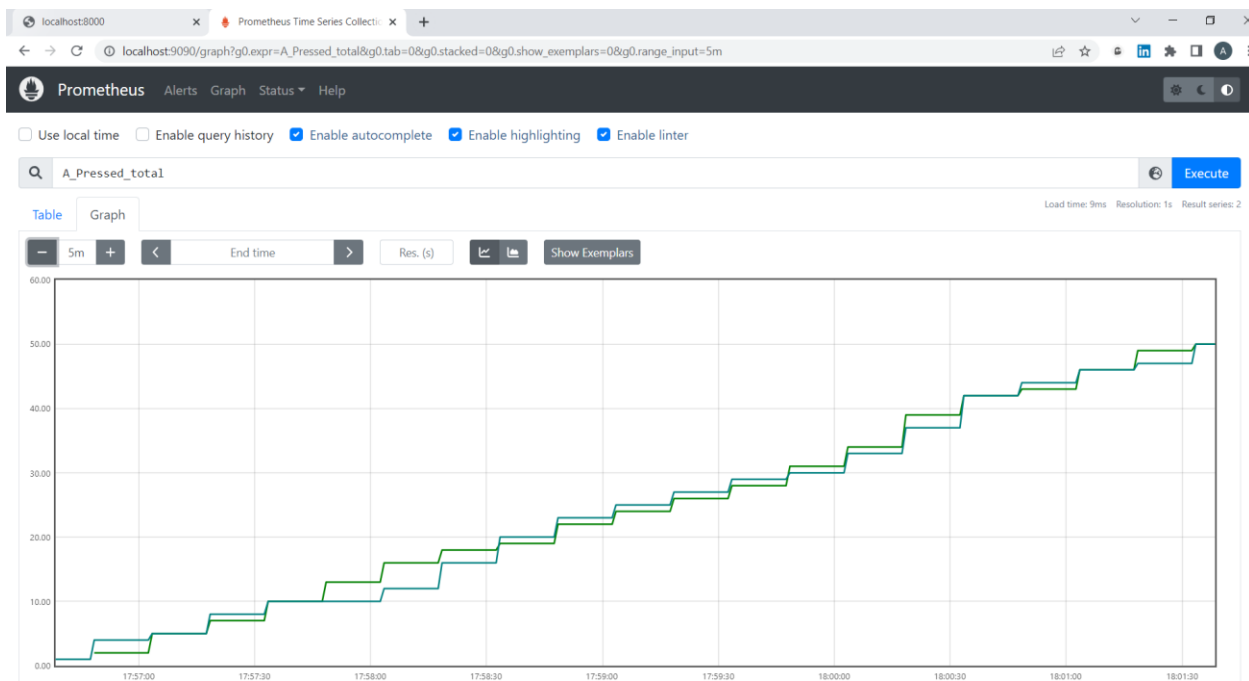 localhost:8000
Prometheus Time Series Collectic
localhost:9090/graph?g0.expr=A_Pressed_total&g0.tab=0&g0.stacked=0&g0.show_exemplars=0&g0.range_input=5m
in
A
Prometheus Alerts Graph Status Help
Use local time Enable query history Enable autocomplete Enable highlighting Enable linter
A_Pressed_total
Execute
Load time: 9ms Resolution: 1s Result series: 2
Table Graph
− 5m + < End time > Res. (s) Show Exemplars
60.00
50.00
40.00
30.00
20.00
10.00
0.00
17:57:00 17:57:30 17:58:00 17:58:30 17:59:00 17:59:30 18:00:00 18:00:30 18:01:00 18:01:30